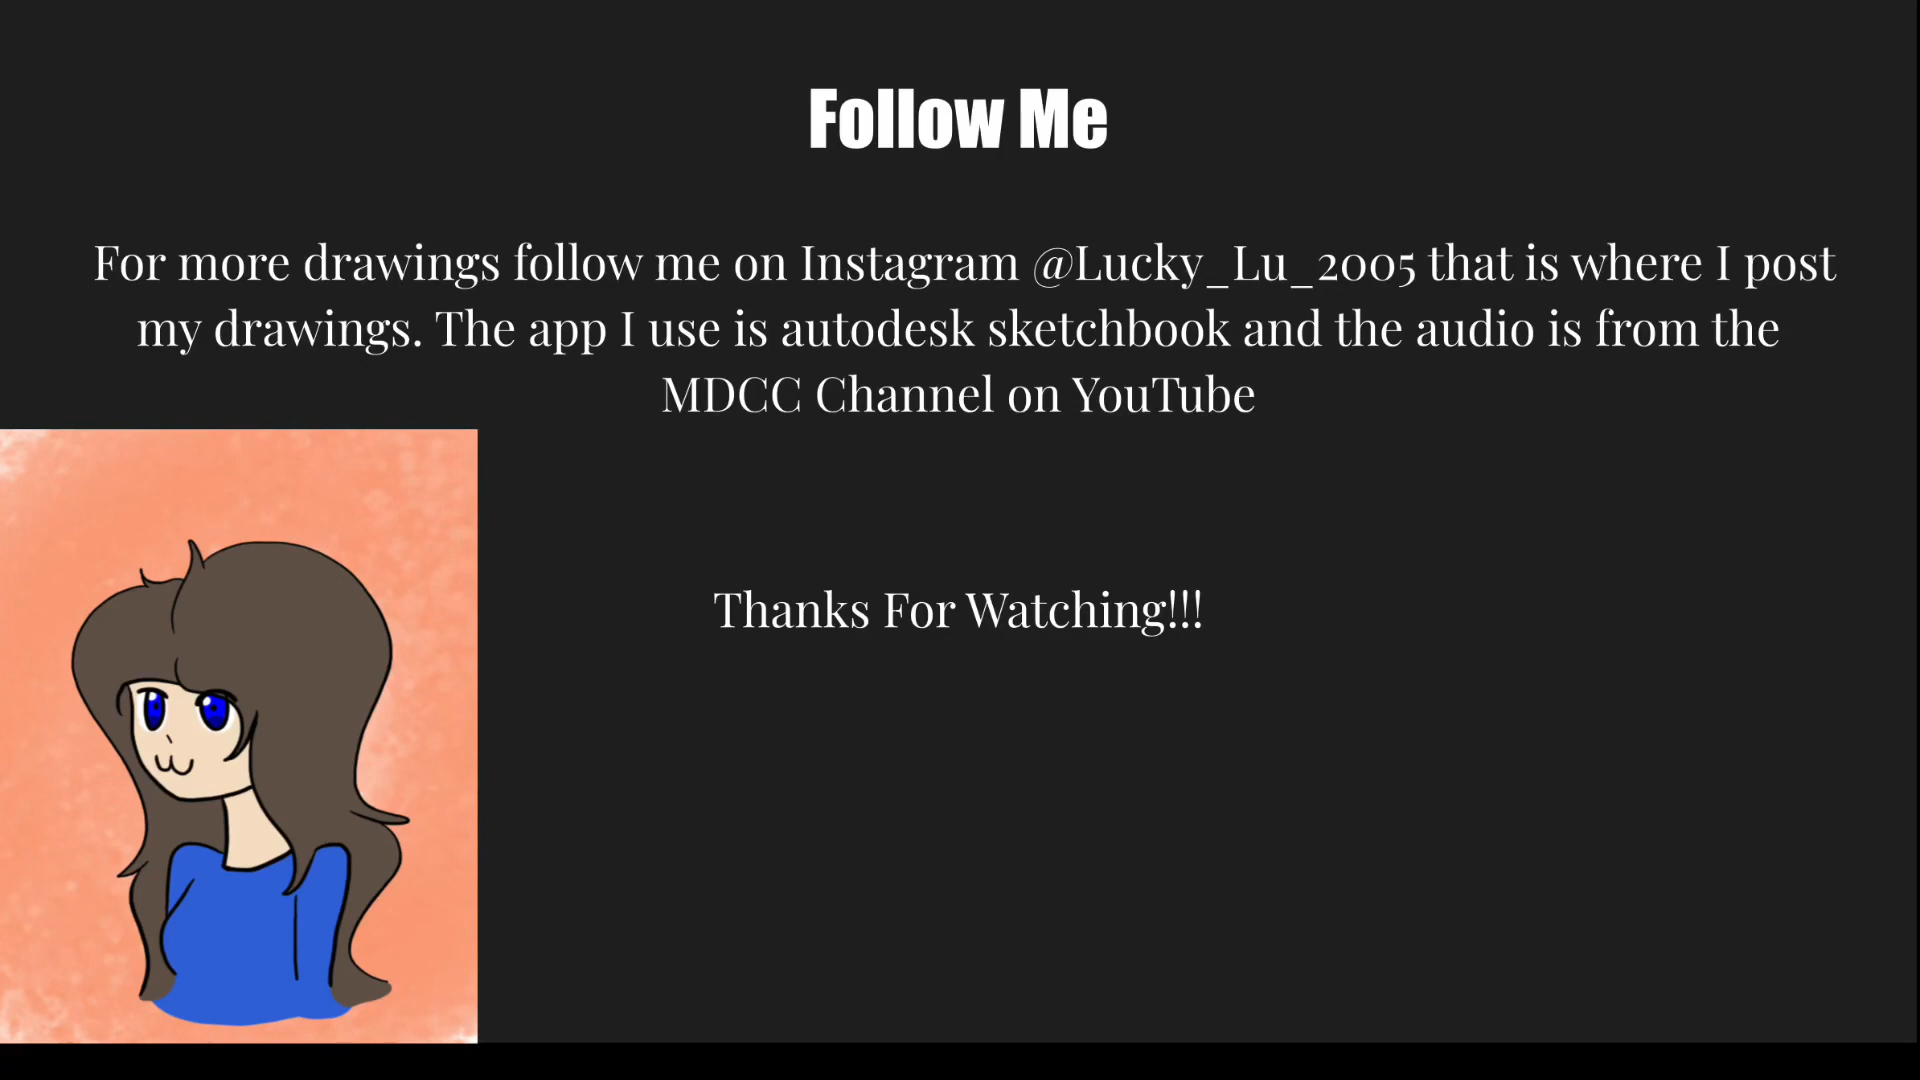 Follow Me
For more drawings follow me on Instagram @Lucky_Lu_2005 that is where I post
my drawings. The app I use is autodesk sketchbook and the audio is from the
MDCC Channel on YouTube
Thanks For Watching!!!